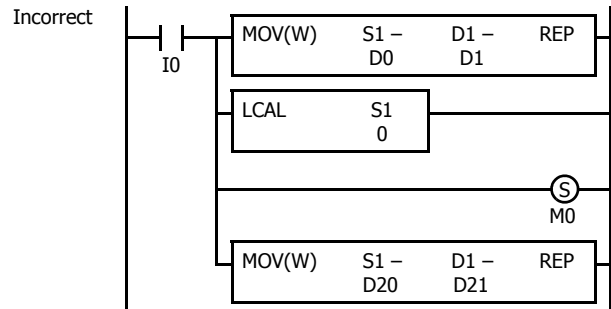 Incorrect
I0
MOV(W) S1 – D1 – REP
D0 D1
LCAL S1
0
S
M0
MOV(W) S1 – D1 – REP
D20 D21